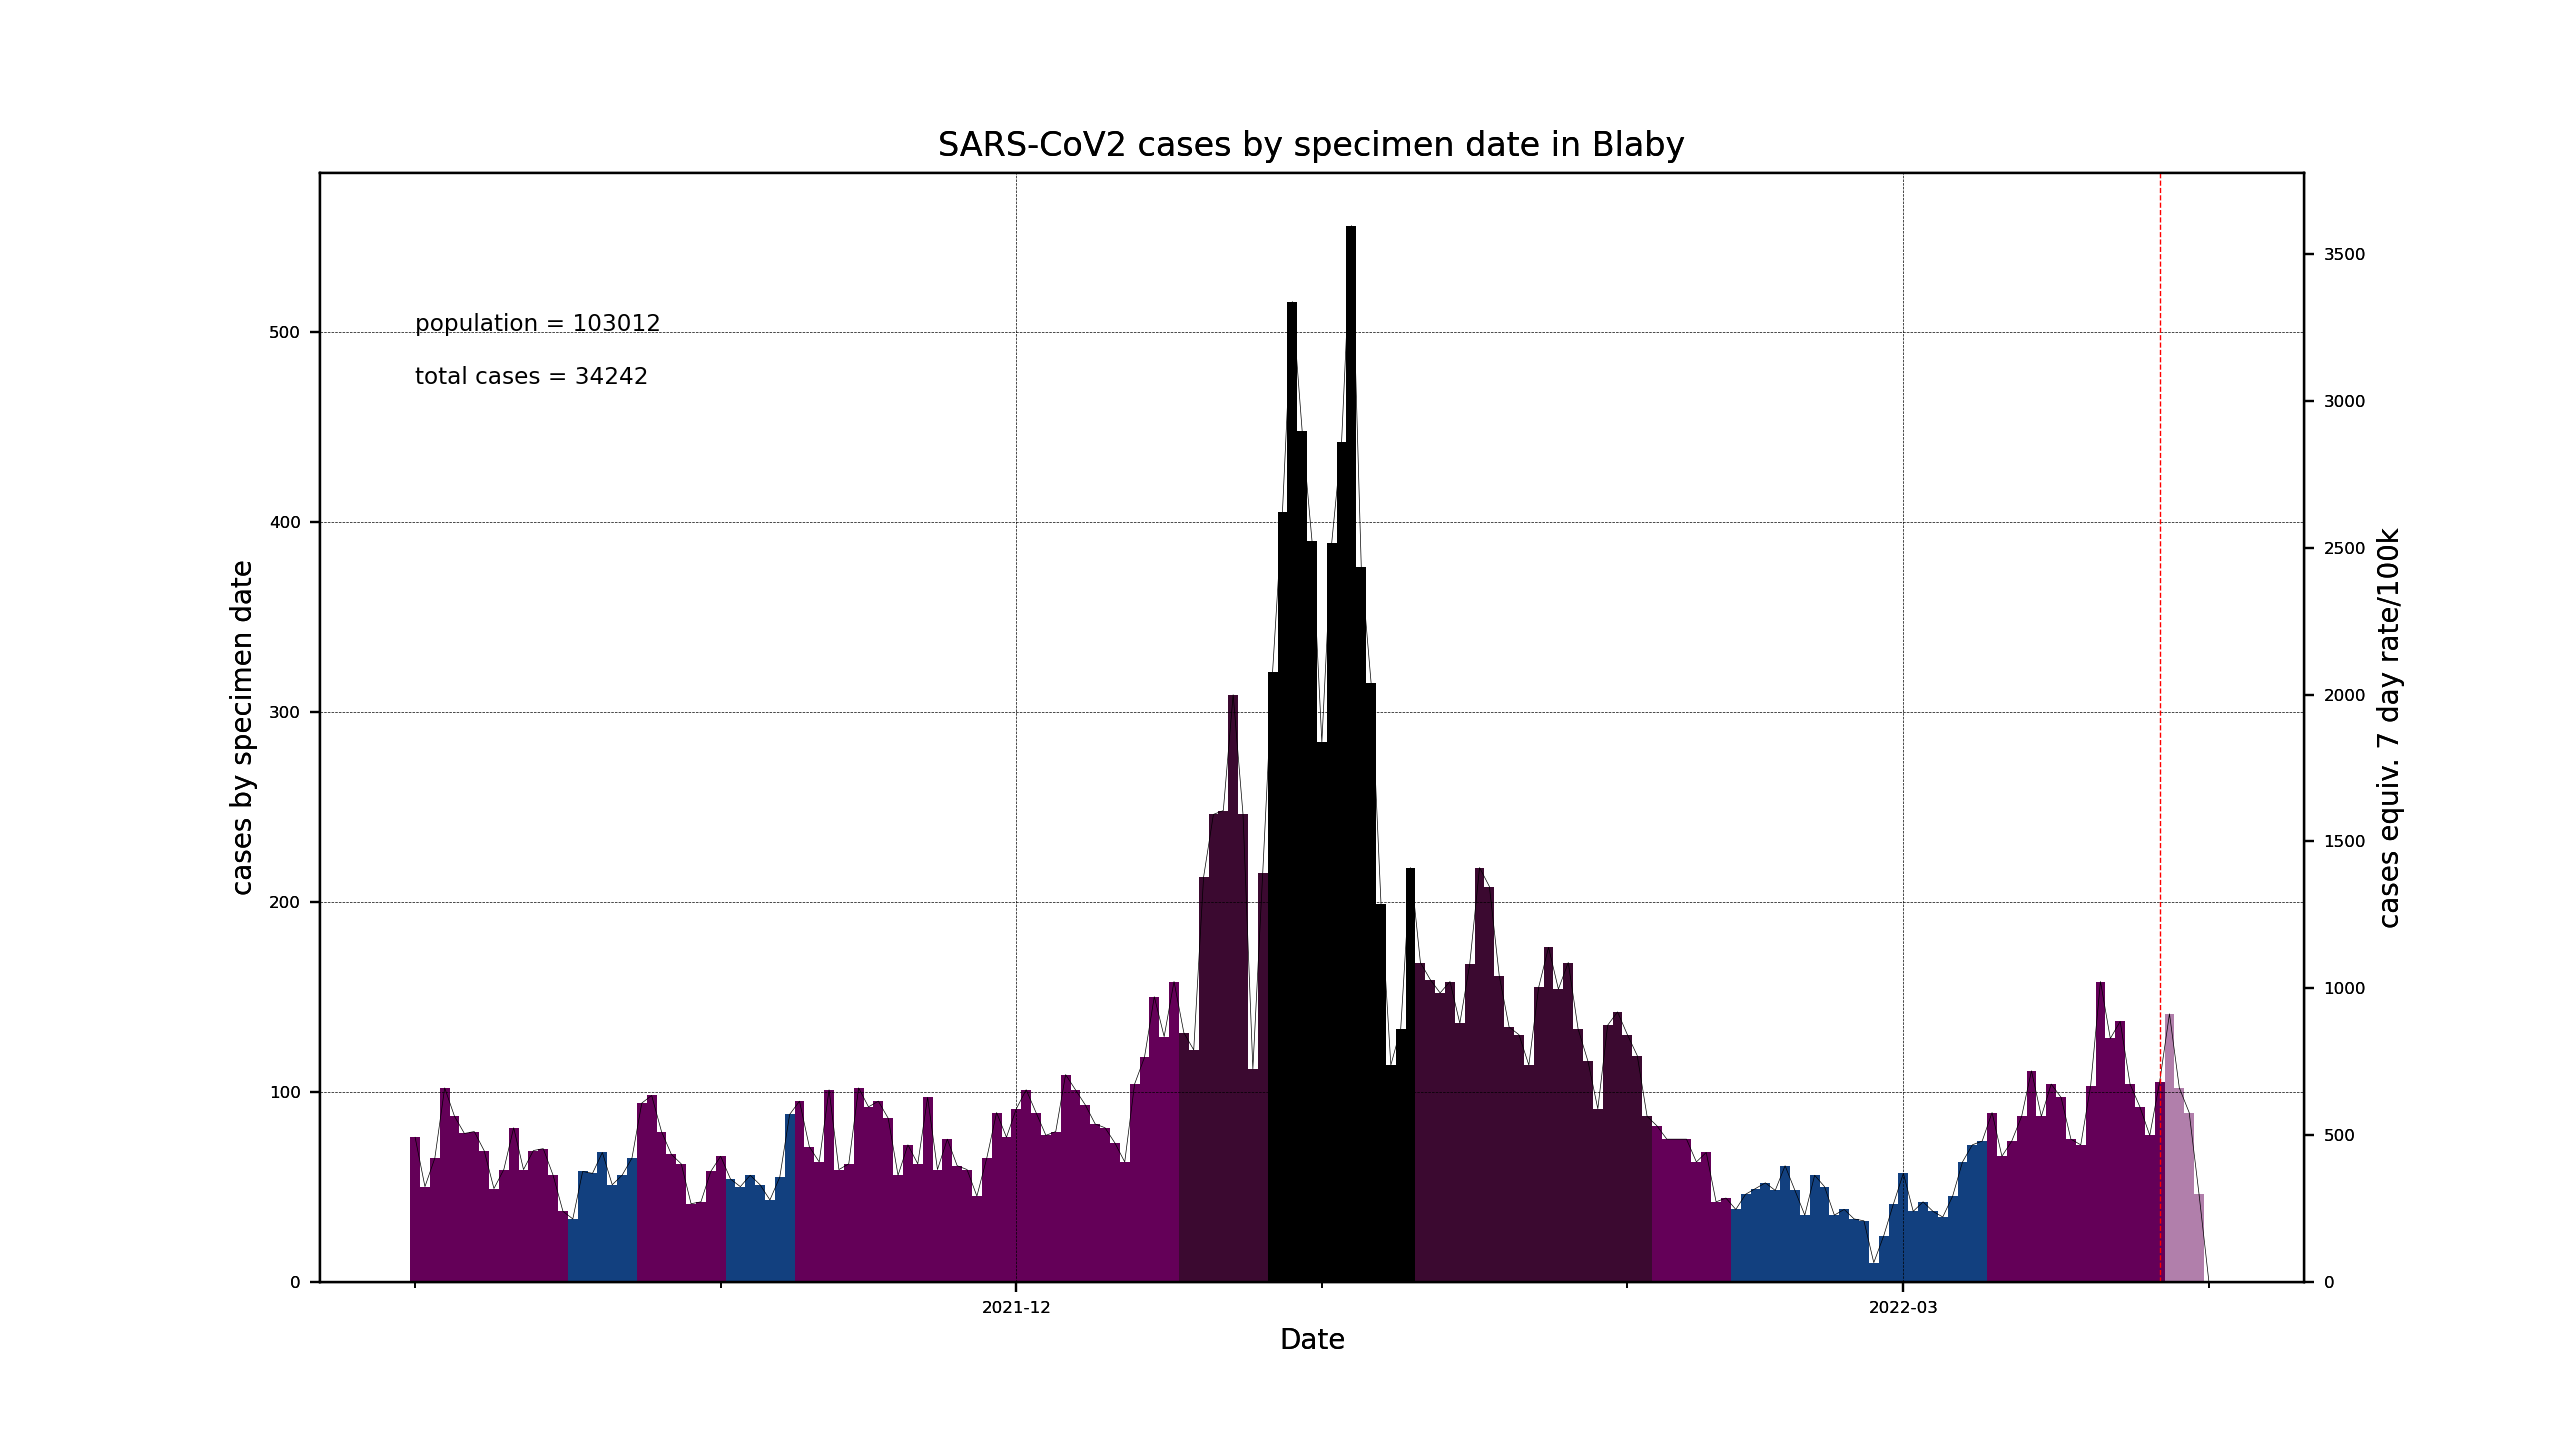 SARS-CoV2 cases by specimen date in Blaby
population = 103012
total cases = 34242
cases by specimen date
500
400
300
200
100
0
3500
3000
2500
2000
1500
1000
500
0
cases equiv. 7 day rate/100k
2021-12
2022-03
Date